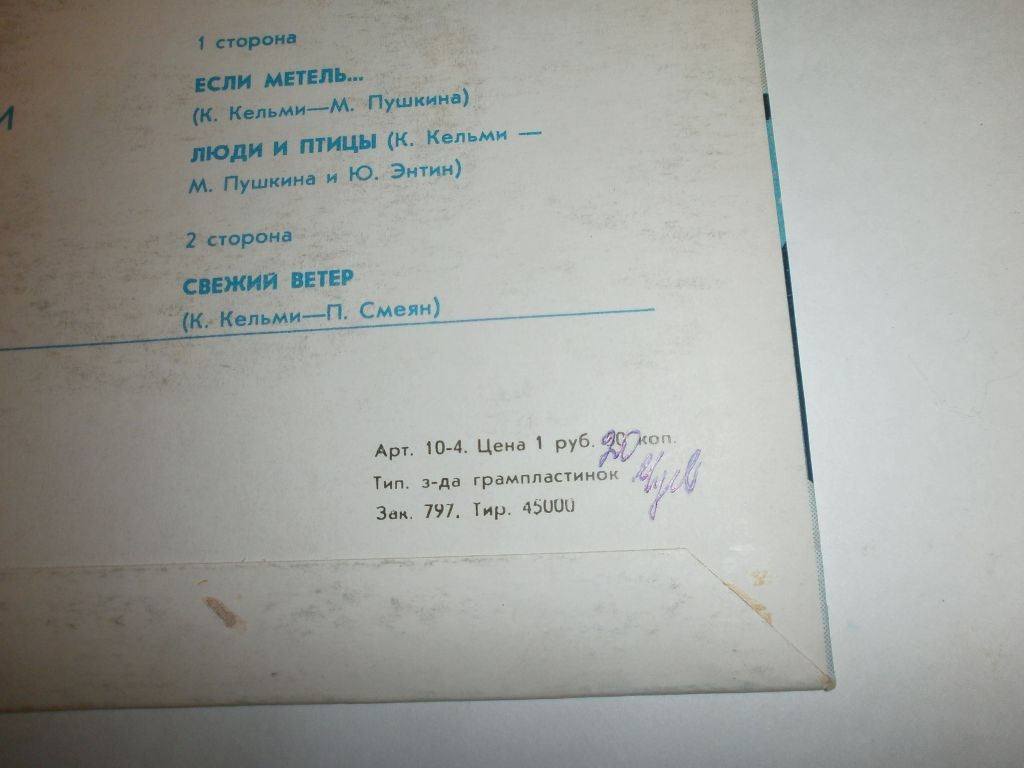 1 сторона
ЕСЛИ МЕТЕЛЬ...
(К. Кельми—М. Пушкина)
ЛЮДИ И ПТИЦЫ (К. Кельми —
М. Пушкина и Ю. Энтин)
2 сторона
СВЕЖИЙ ВЕТЕР
(К. Кельми—П. Смеян)
Арт. 10-4. Цена 1 руб. 20 коп.
Тип. з-да грампластинок
Зак. 797. Тир. 45000